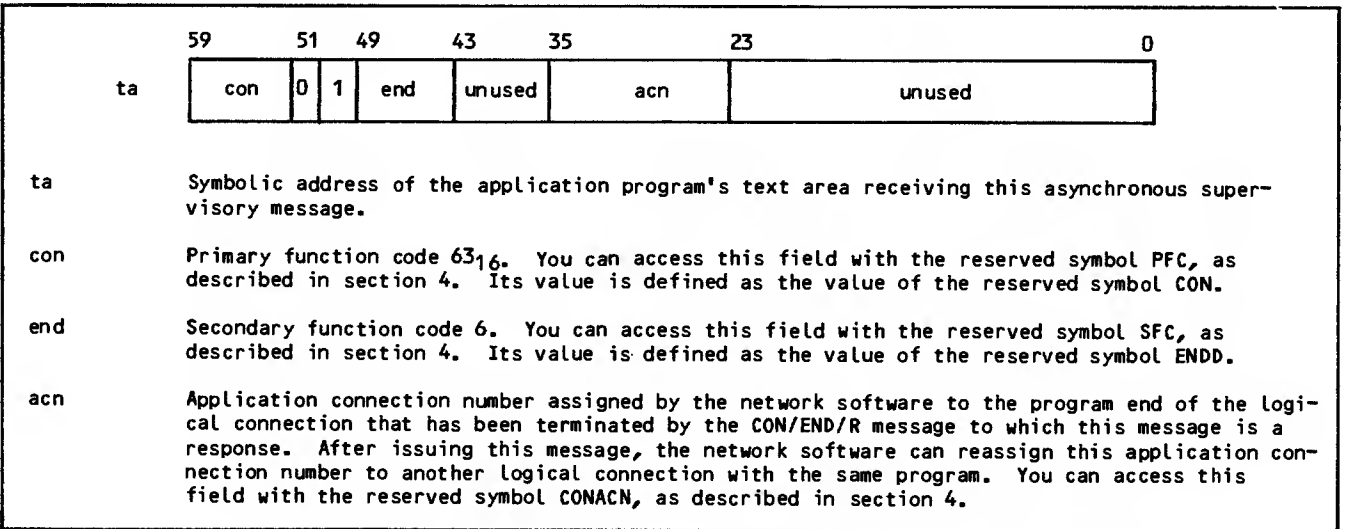 59 51 49 43 35 23 0
ta con 0 1 end unused acn unused
ta Symbolic address of the application program's text area receiving this asynchronous super-
visory message.
con Primary function code 63₁₆. You can access this field with the reserved symbol PFC, as
described in section 4. Its value is defined as the value of the reserved symbol CON.
end Secondary function code 6. You can access this field with the reserved symbol SFC, as
described in section 4. Its value is defined as the value of the reserved symbol ENDD.
acn Application connection number assigned by the network software to the program end of the logi-
cal connection that has been terminated by the CON/END/R message to which this message is a
response. After issuing this message, the network software can reassign this application con-
nection number to another logical connection with the same program. You can access this
field with the reserved symbol CONACN, as described in section 4.